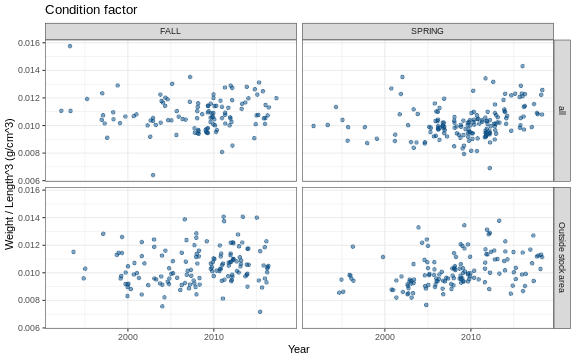 Condition factor
FALL
SPRING
0.016
0.014
0.012
0.010
0.008
0.006
all
0.016
0.014
0.012
0.010
0.008
0.006
Outside stock area
Weight / Length^3 (g/cm^3)
2000
2010
2000
2010
Year